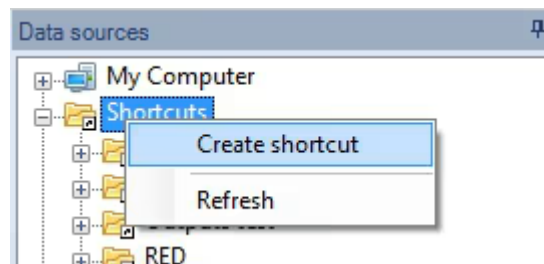 Data sources
My Computer
Shortcuts
Create shortcut
Refresh
RED